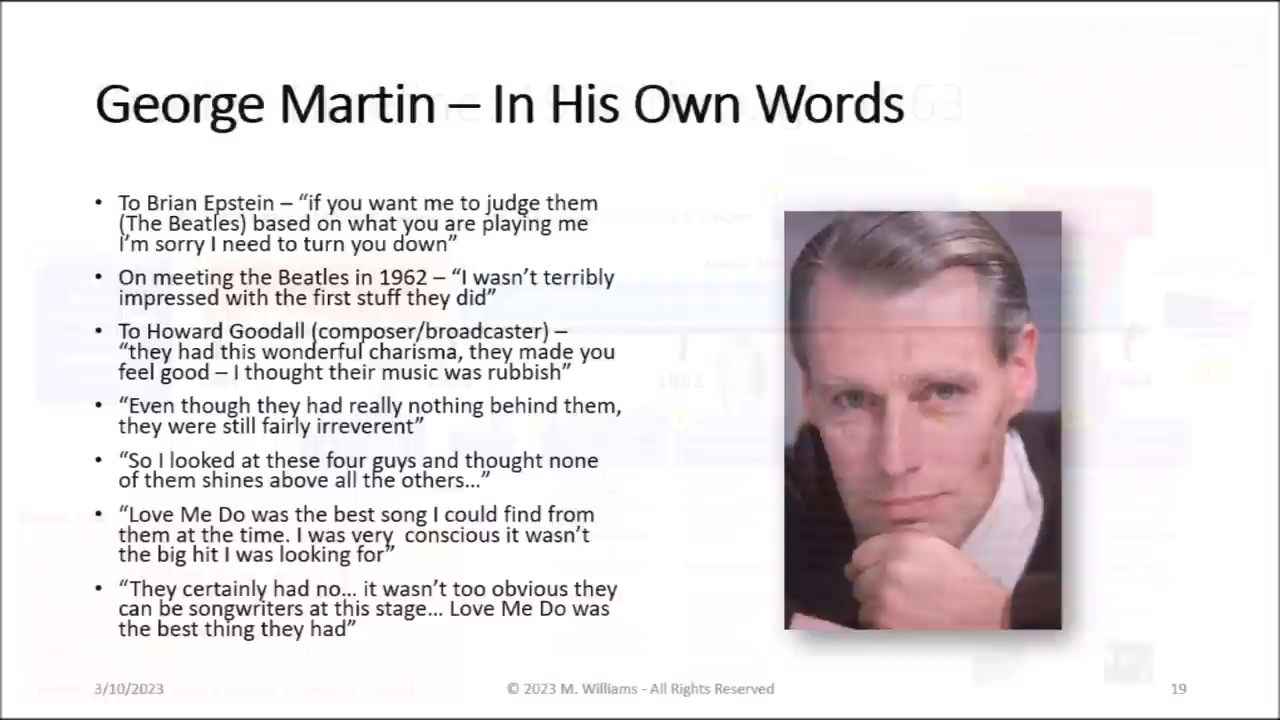 George Martin – In His Own Words
• To Brian Epstein – “if you want me to judge them
(The Beatles) based on what you are playing me
I’m sorry I need to turn you down”
• On meeting the Beatles in 1962 – “I wasn’t terribly
impressed with the first stuff they did”
• To Howard Goodall (composer/broadcaster) –
“they had this wonderful charisma, they made you
feel good – I thought their music was rubbish”
• “Even though they had really nothing behind them,
they were still fairly irreverent”
• “So I looked at these four guys and thought none
of them shines above all the others...”
• “Love Me Do was the best song I could find from
them at the time. I was very  conscious it wasn’t
the big hit I was looking for”
• “They certainly had no... it wasn’t too obvious they
can be songwriters at this stage... Love Me Do was
the best thing they had”
1962
3/10/2023
© 2023 M. Williams - All Rights Reserved
19